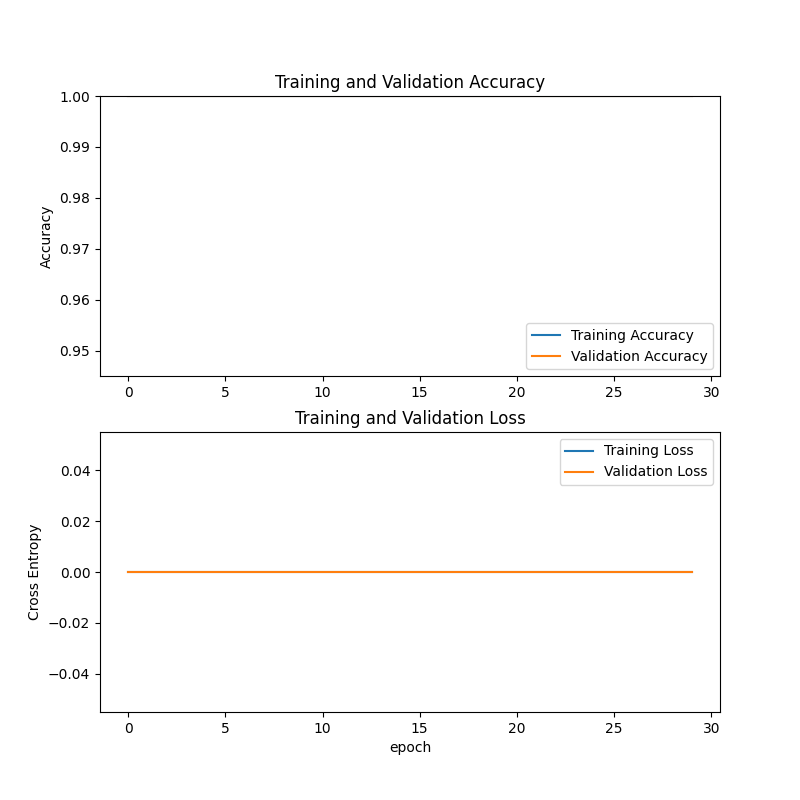 Training and Validation Accuracy
1.00
0.99
0.98
0.97
0.96
0.95
Accuracy
Training Accuracy
Validation Accuracy
0 5 10 15 20 25 30
Training and Validation Loss
0.04
0.02
0.00
−0.02
−0.04
Cross Entropy
Training Loss
Validation Loss
0 5 10 15 20 25 30
epoch